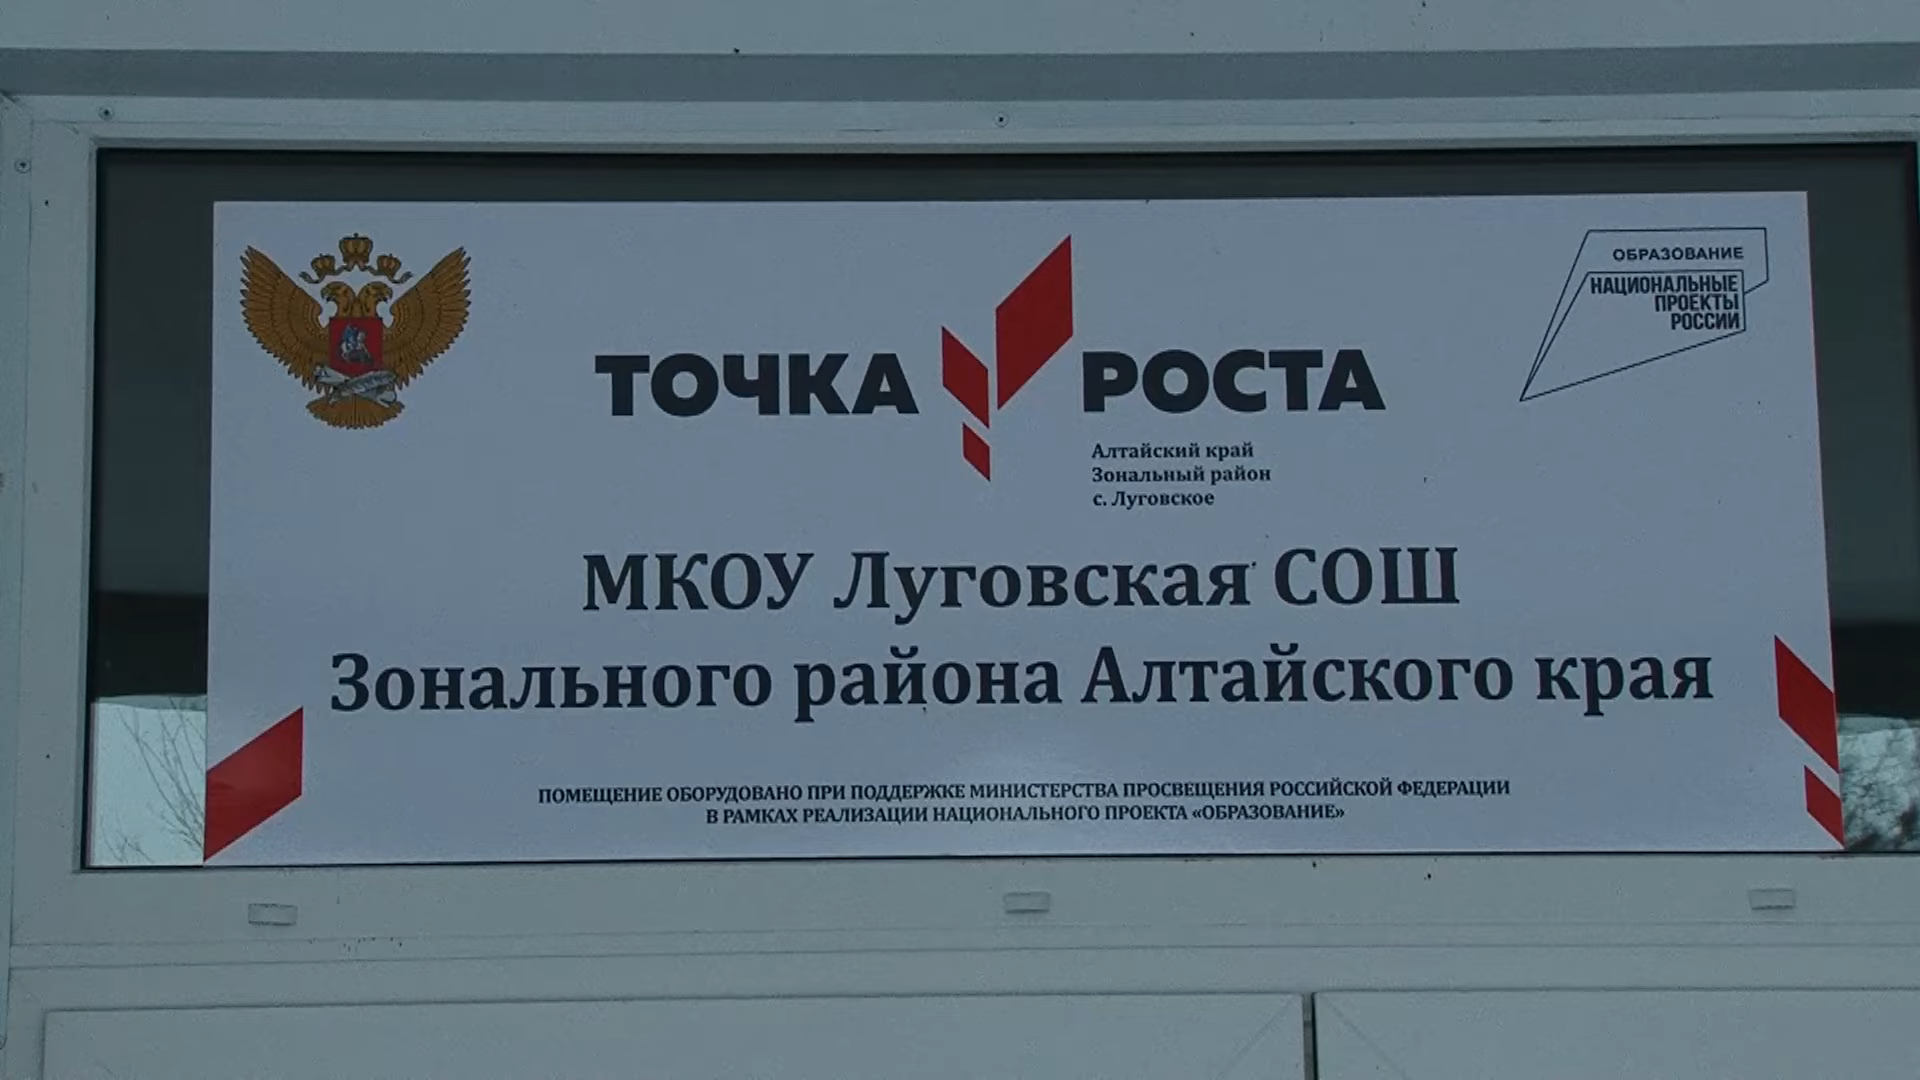 ОБРАЗОВАНИЕ
НАЦИОНАЛЬНЫЕ
ПРОЕКТЫ
РОССИИ
ТОЧКА РОСТА
Алтайский край
Зональный район
с. Луговское
МКОУ Луговская СОШ
Зонального района Алтайского края
ПОМЕЩЕНИЕ ОБОРУДОВАНО ПРИ ПОДДЕРЖКЕ МИНИСТЕРСТВА ПРОСВЕЩЕНИЯ РОССИЙСКОЙ ФЕДЕРАЦИИ
В РАМКАХ РЕАЛИЗАЦИИ НАЦИОНАЛЬНОГО ПРОЕКТА «ОБРАЗОВАНИЕ»